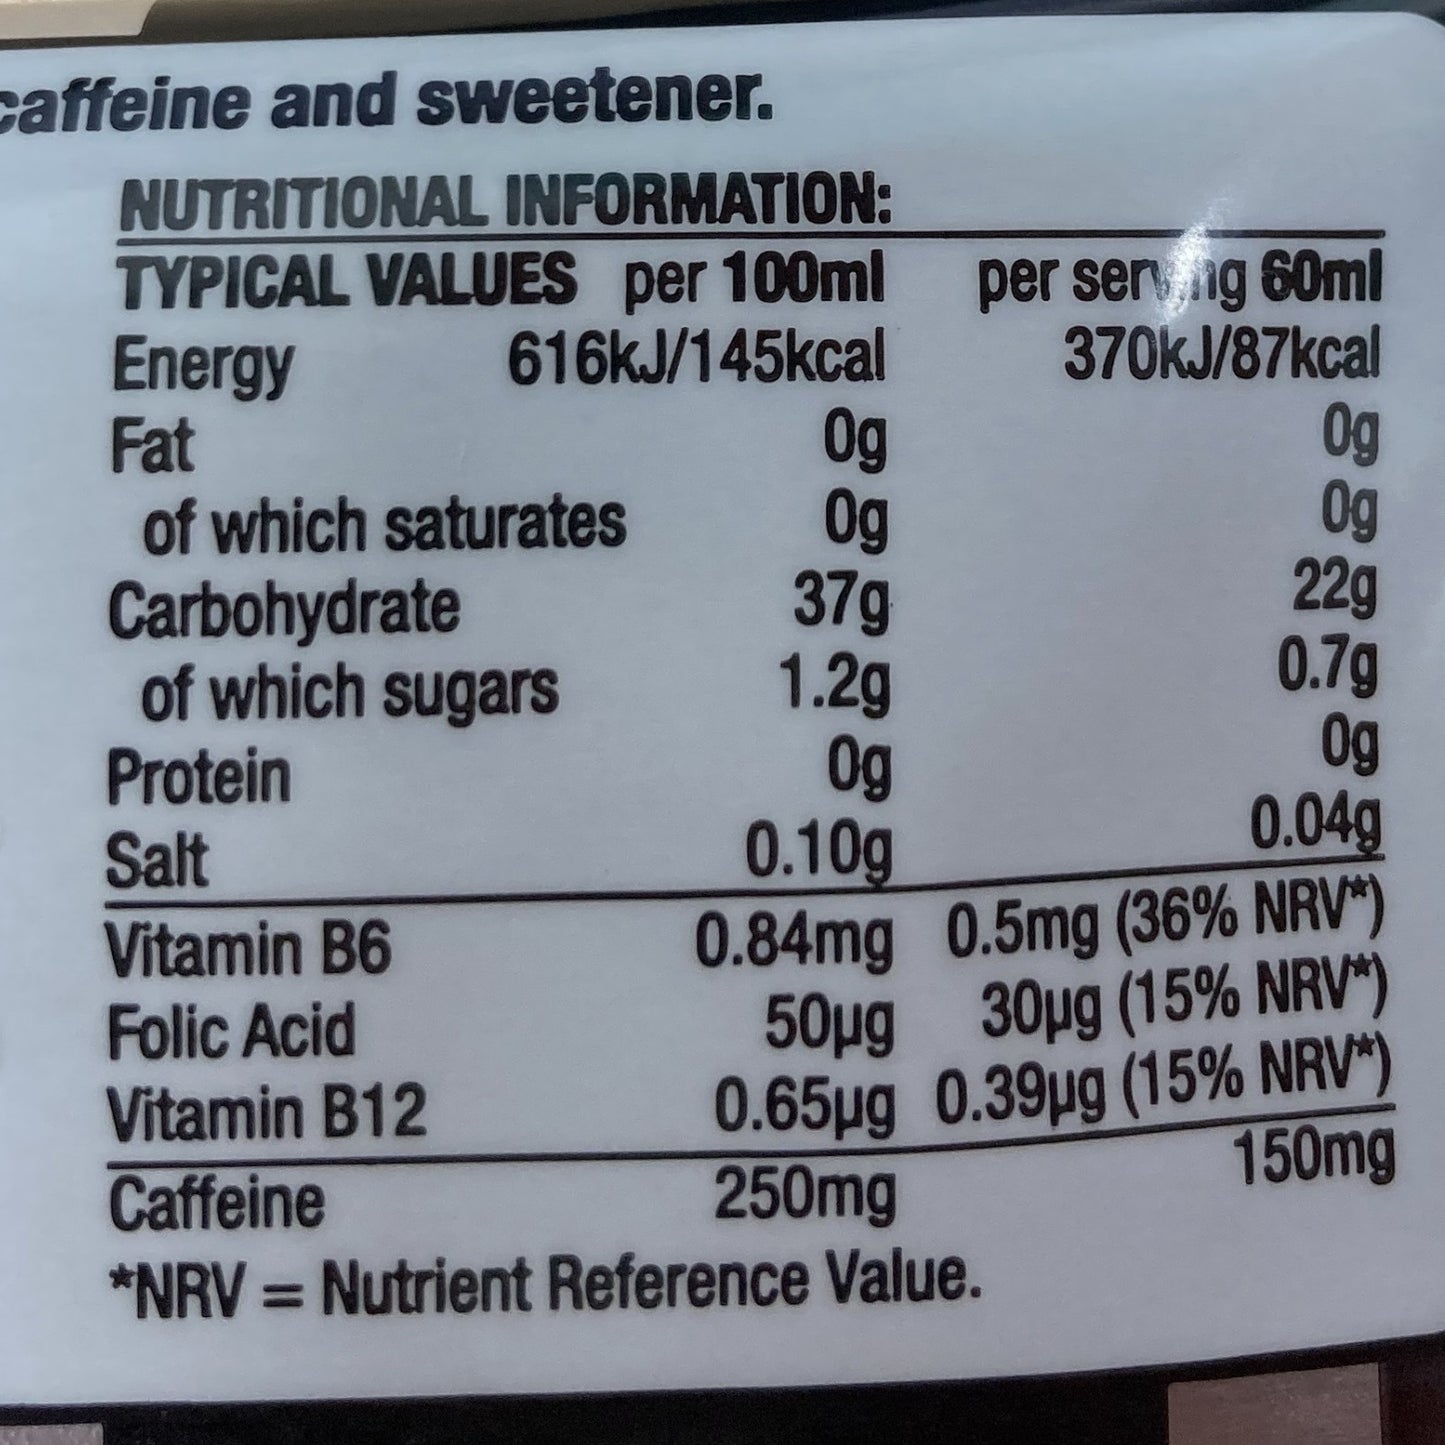 caffeine and sweetener.
NUTRITIONAL INFORMATION:
TYPICAL VALUES per 100ml per serving 60ml
Energy 616kJ/145kcal 370kJ/87kcal
Fat 0g 0g
of which saturates 0g 0g
Carbohydrate 37g 22g
of which sugars 1.2g 0.7g
Protein 0g 0g
Salt 0.10g 0.04g
Vitamin B6 0.84mg 0.5mg (36% NRV*)
Folic Acid 50µg 30µg (15% NRV*)
Vitamin B12 0.65µg 0.39µg (15% NRV*)
Caffeine 250mg 150mg
*NRV = Nutrient Reference Value.